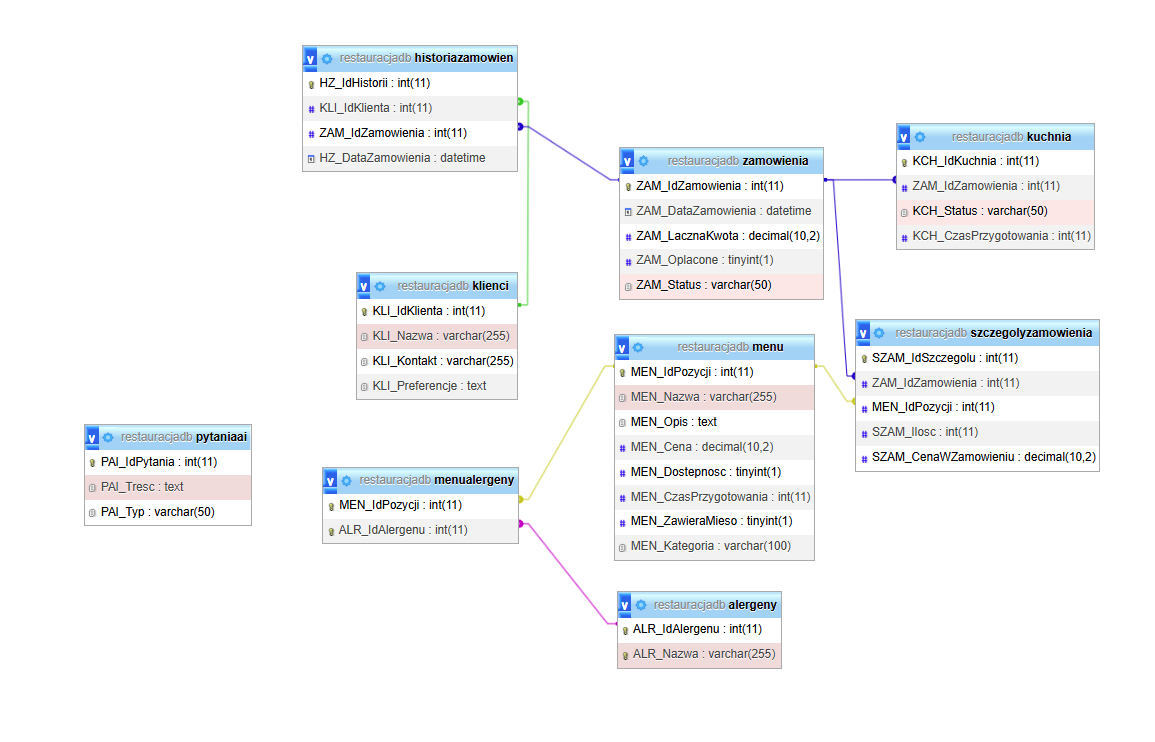 restauracjadb historiazamowien
HZ_IdHistorii : int(11)
KLI_IdKlienta : int(11)
ZAM_IdZamowienia : int(11)
HZ_DataZamowienia : datetime
restauracjadb zamowienia
ZAM_IdZamowienia : int(11)
ZAM_DataZamowienia : datetime
ZAM_LacznaKwota : decimal(10,2)
ZAM_Oplacone : tinyint(1)
ZAM_Status : varchar(50)
restauracjadb kuchnia
KCH_IdKuchnia : int(11)
ZAM_IdZamowienia : int(11)
KCH_Status : varchar(50)
KCH_CzasPrzygotowania : int(11)
restauracjadb klienci
KLI_IdKlienta : int(11)
KLI_Nazwa : varchar(255)
KLI_Kontakt : varchar(255)
KLI_Preferencje : text
restauracjadb menu
MEN_IdPozycji : int(11)
MEN_Nazwa : varchar(255)
MEN_Opis : text
MEN_Cena : decimal(10,2)
MEN_Dostepnosc : tinyint(1)
MEN_CzasPrzygotowania : int(11)
MEN_ZawieraMieso : tinyint(1)
MEN_Kategoria : varchar(100)
restauracjadb szczegolyzamowienia
SZAM_IdSzczegolu : int(11)
ZAM_IdZamowienia : int(11)
MEN_IdPozycji : int(11)
SZAM_Ilosc : int(11)
SZAM_CenaWZamowieniu : decimal(10,2)
restauracjadb pytaniaai
PAI_IdPytania : int(11)
PAI_Tresc : text
PAI_Typ : varchar(50)
restauracjadb menualergeny
MEN_IdPozycji : int(11)
ALR_IdAlergenu : int(11)
restauracjadb alergeny
ALR_IdAlergenu : int(11)
ALR_Nazwa : varchar(255)